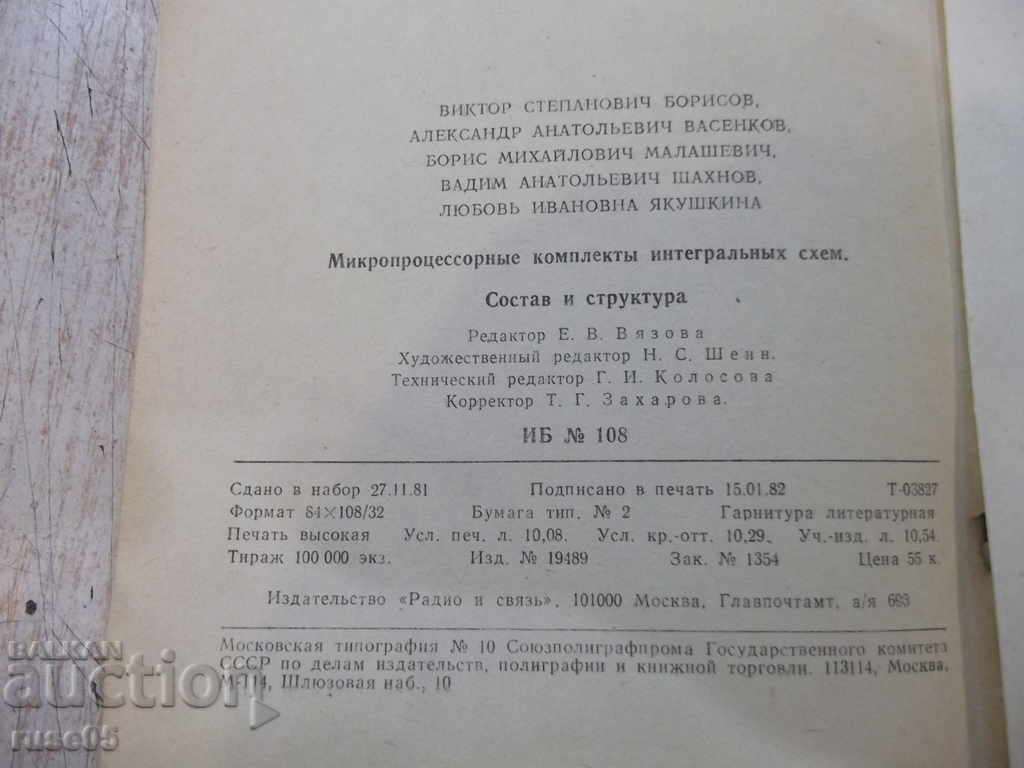 ВИКТОР СТЕПАНОВИЧ БОРИСОВ,
АЛЕКСАНДР АНАТОЛЬЕВИЧ ВАСЕНКОВ,
БОРИС МИХАЙЛОВИЧ МАЛАШЕВИЧ,
ВАДИМ АНАТОЛЬЕВИЧ ШАХНОВ,
ЛЮБОВЬ ИВАНОВНА ЯКУШКИНА
Микропроцессорные комплекты интегральных схем.
Состав и структура
Редактор Е. В. Вязова
Художественный редактор Н. С. Шеин.
Технический редактор Г. И. Колосова
Корректор Т. Г. Захарова.
ИБ № 108
Сдано в набор 27.11.81 Подписано в печать 15.01.82 Т-03827
Формат 84×108/32 Бумага тип. № 2 Гарнитура литературная
Печать высокая Усл. печ. л. 10,08. Усл. кр.-отт. 10,29. Уч.-изд. л. 10,54.
Тираж 100 000 экз. Изд. № 19489 Зак. № 1354 Цена 55 к.
Издательство «Радио и связь», 101000 Москва, Главпочтамт, а/я 693
Московская типография № 10 Союзполиграфпрома Государственного комитета
СССР по делам издательств, полиграфии и книжной торговли. 113114, Москва,
М-114, Шлюзовая наб., 10
BALKAN
auction
ruse05